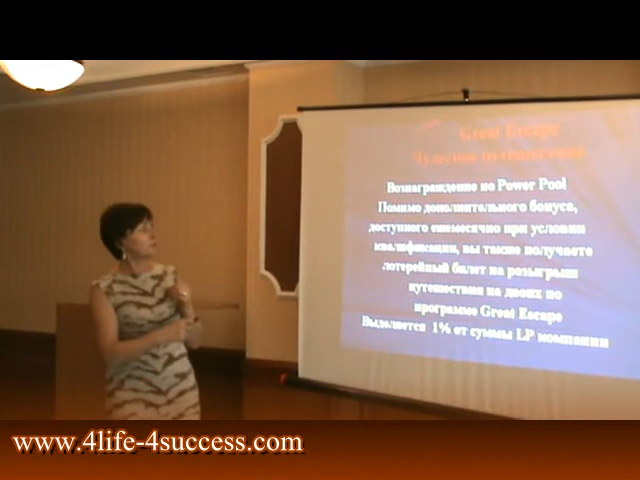 Great Escape
Чудесное путешествие
Вознаграждение по Power Pool
Помимо дополнительного бонуса,
доступного ежемесячно при условии
квалификации, вы также получаете
лотерейный билет на розыгрыш
путешествия на двоих по
программе Great Escape
Выделяется 1% от суммы LP компании
www.4life-4success.com